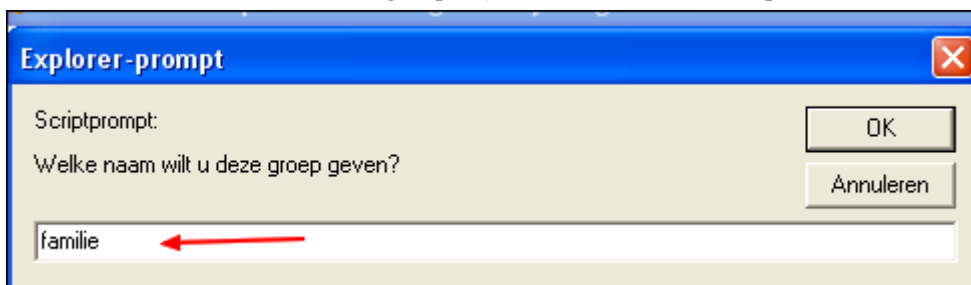 Explorer-prompt
Scriptprompt:
OK
Welke naam wilt u deze groep geven?
Annuleren
familie